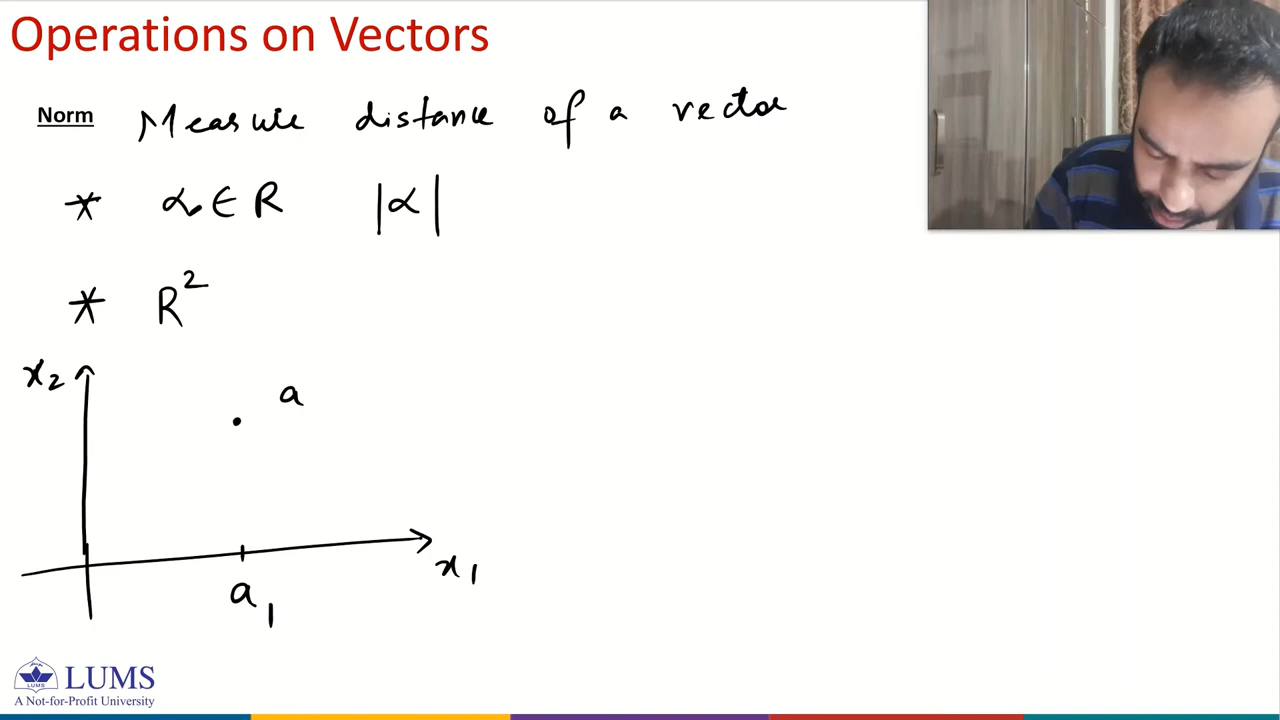 Operations on Vectors
Norm Measure distance of a vector
* α ∈ R |α|
* R²
x₂
a
x₁
a₁
LUMS
A Not-for-Profit University